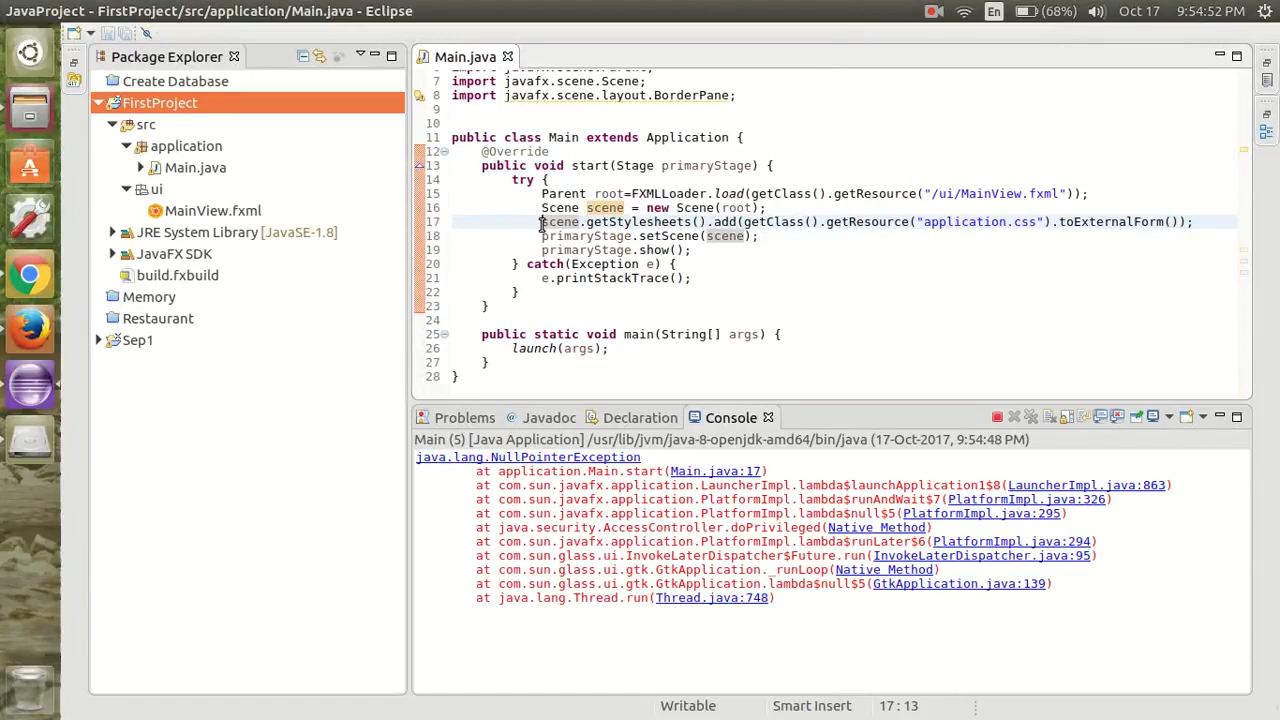 JavaProject - FirstProject/src/application/Main.java - Eclipse
En
(68%)
Oct 17
9:54:52 PM
Package Explorer
Create Database
FirstProject
src
application
Main.java
ui
MainView.fxml
JRE System Library [JavaSE-1.8]
JavaFX SDK
build.fxbuild
Memory
Restaurant
Sep1
Main.java
6 import javafx.scene.Parent;
7 import javafx.scene.Scene;
8 import javafx.scene.layout.BorderPane;
9
10
11 public class Main extends Application {
12 @Override
13 public void start(Stage primaryStage) {
14 try {
15 Parent root=FXMLLoader.load(getClass().getResource("/ui/MainView.fxml"));
16 Scene scene = new Scene(root);
17 scene.getStylesheets().add(getClass().getResource("application.css").toExternalForm());
18 primaryStage.setScene(scene);
19 primaryStage.show();
20 } catch(Exception e) {
21 e.printStackTrace();
22 }
23 }
24
25 public static void main(String[] args) {
26 launch(args);
27 }
28 }
Problems
@ Javadoc
Declaration
Console
Main (5) [Java Application] /usr/lib/jvm/java-8-openjdk-amd64/bin/java (17-Oct-2017, 9:54:48 PM)
java.lang.NullPointerException
at application.Main.start(Main.java:17)
at com.sun.javafx.application.LauncherImpl.lambda$launchApplication1$8(LauncherImpl.java:863)
at com.sun.javafx.application.PlatformImpl.lambda$runAndWait$7(PlatformImpl.java:326)
at com.sun.javafx.application.PlatformImpl.lambda$null$5(PlatformImpl.java:295)
at java.security.AccessController.doPrivileged(Native Method)
at com.sun.javafx.application.PlatformImpl.lambda$runLater$6(PlatformImpl.java:294)
at com.sun.glass.ui.InvokeLaterDispatcher$Future.run(InvokeLaterDispatcher.java:95)
at com.sun.glass.ui.gtk.GtkApplication._runLoop(Native Method)
at com.sun.glass.ui.gtk.GtkApplication.lambda$null$5(GtkApplication.java:139)
at java.lang.Thread.run(Thread.java:748)
Writable
Smart Insert
17 : 13